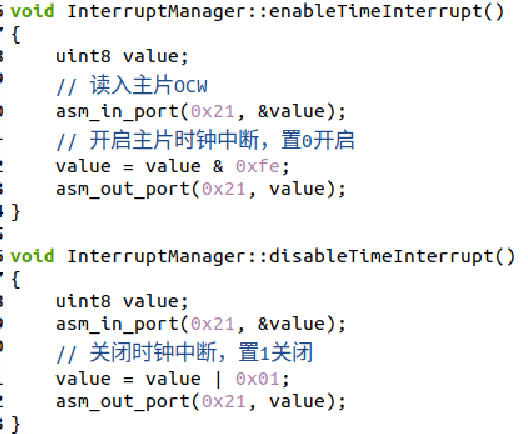 void InterruptManager::enableTimeInterrupt()
{
    uint8 value;
    // 读入主片OCW
    asm_in_port(0x21, &value);
    // 开启主片时钟中断，置0开启
    value = value & 0xfe;
    asm_out_port(0x21, value);
}

void InterruptManager::disableTimeInterrupt()
{
    uint8 value;
    asm_in_port(0x21, &value);
    // 关闭时钟中断，置1关闭
    value = value | 0x01;
    asm_out_port(0x21, value);
}